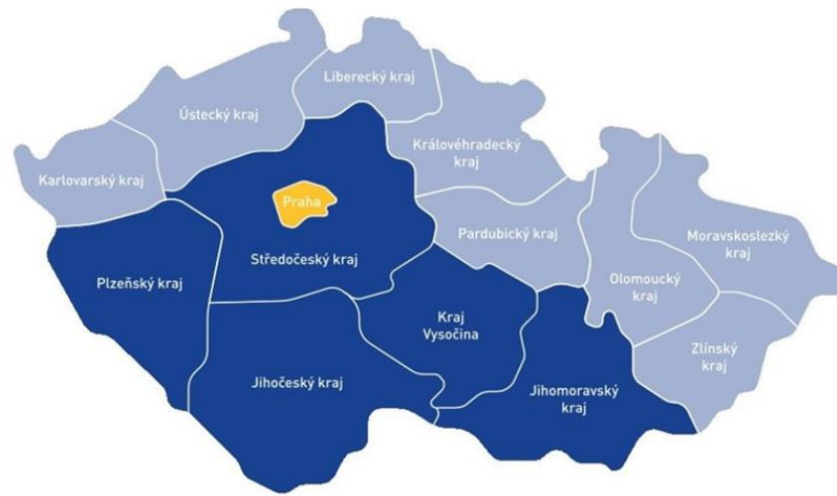 Liberecký kraj
Ústecký kraj
Královéhradecký
kraj
Karlovarský kraj
Praha
Pardubický kraj
Moravskoslezký
kraj
Středočeský kraj
Plzeňský kraj
Olomoucký
kraj
Kraj
Vysočina
Zlínský
kraj
Jihočeský kraj
Jihomoravský
kraj